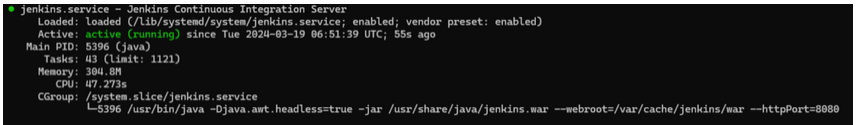 ● jenkins.service - Jenkins Continuous Integration Server
Loaded: loaded (/lib/systemd/system/jenkins.service; enabled; vendor preset: enabled)
Active: active (running) since Tue 2024-03-19 06:51:39 UTC; 55s ago
Main PID: 5396 (java)
Tasks: 43 (limit: 1121)
Memory: 304.8M
CPU: 47.273s
CGroup: /system.slice/jenkins.service
└─5396 /usr/bin/java -Djava.awt.headless=true -jar /usr/share/java/jenkins.war --webroot=/var/cache/jenkins/war --httpPort=8080